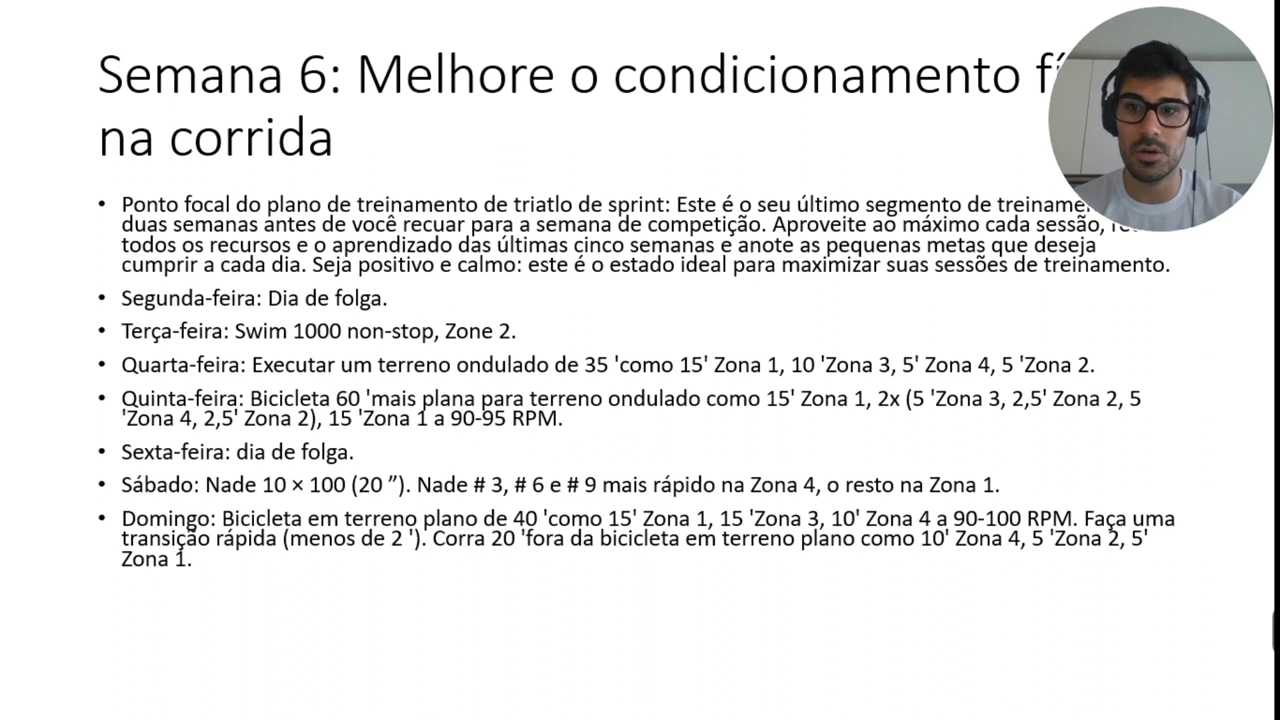 Semana 6: Melhore o condicionamento
na corrida
• Ponto focal do plano de treinamento de triatlo de sprint: Este é o seu último segmento de
duas semanas antes de você recuar para a semana de competição. Aproveite ao máximo cada sessão,
todos os recursos e o aprendizado das últimas cinco semanas e anote as pequenas metas que deseja
cumprir a cada dia. Seja positivo e calmo: este é o estado ideal para maximizar suas sessões de treinamento.
• Segunda-feira: Dia de folga.
• Terça-feira: Swim 1000 non-stop, Zone 2.
• Quarta-feira: Executar um terreno ondulado de 35 'como 15' Zona 1, 10 'Zona 3, 5' Zona 4, 5 'Zona 2.
• Quinta-feira: Bicicleta 60 'mais plana para terreno ondulado como 15' Zona 1, 2x (5 'Zona 3, 2,5' Zona 2, 5
'Zona 4, 2,5' Zona 2), 15 'Zona 1 a 90-95 RPM.
• Sexta-feira: dia de folga.
• Sábado: Nade 10 × 100 (20 ”). Nade # 3, # 6 e # 9 mais rápido na Zona 4, o resto na Zona 1.
• Domingo: Bicicleta em terreno plano de 40 'como 15' Zona 1, 15 'Zona 3, 10' Zona 4 a 90-100 RPM. Faça uma
transição rápida (menos de 2 '). Corra 20 'fora da bicicleta em terreno plano como 10' Zona 4, 5 'Zona 2, 5'
Zona 1.